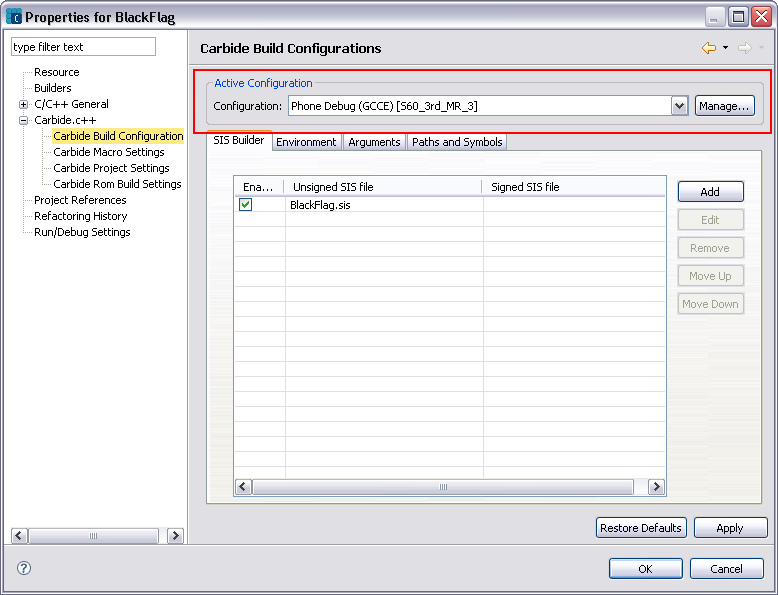 Properties for BlackFlag
type filter text
Resource
Builders
C/C++ General
Carbide.c++
Carbide Build Configuration
Carbide Macro Settings
Carbide Project Settings
Carbide Rom Build Settings
Project References
Refactoring History
Run/Debug Settings
Carbide Build Configurations
Active Configuration
Configuration: Phone Debug (GCCE) [S60_3rd_MR_3] Manage...
SIS Builder Environment Arguments Paths and Symbols
Ena... Unsigned SIS file Signed SIS file
BlackFlag.sis
Add
Edit
Remove
Move Up
Move Down
Restore Defaults Apply
? OK Cancel